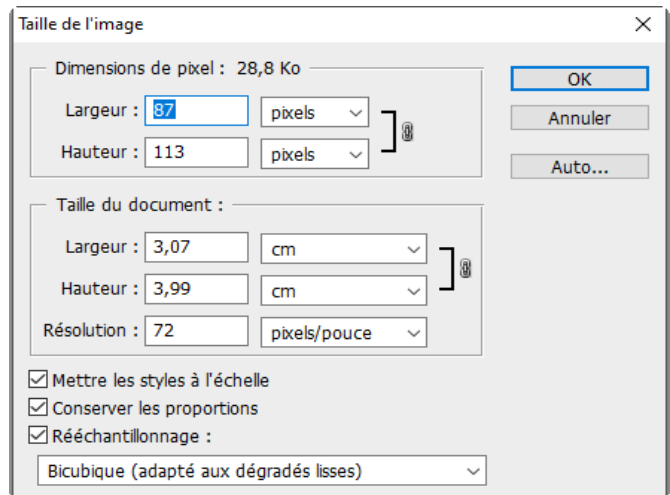 Taille de l'image
Dimensions de pixel : 28,8 Ko
Largeur : 87 pixels
Hauteur : 113 pixels
OK
Annuler
Auto...
Taille du document :
Largeur : 3,07 cm
Hauteur : 3,99 cm
Résolution : 72 pixels/pouce
Mettre les styles à l'échelle
Conserver les proportions
Rééchantillonnage :
Bicubique (adapté aux dégradés lisses)